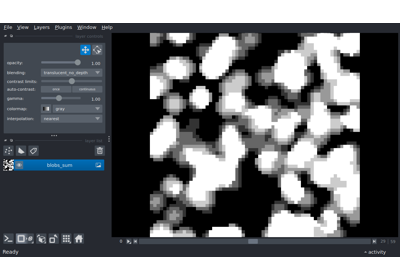 File View Layers Plugins Window Help
opacity: 1.00
blending: translucent_no_depth
contrast limits:
auto-contrast: once continuous
gamma: 1.00
colormap: gray
interpolation: nearest
blobs_sum
Ready
activity